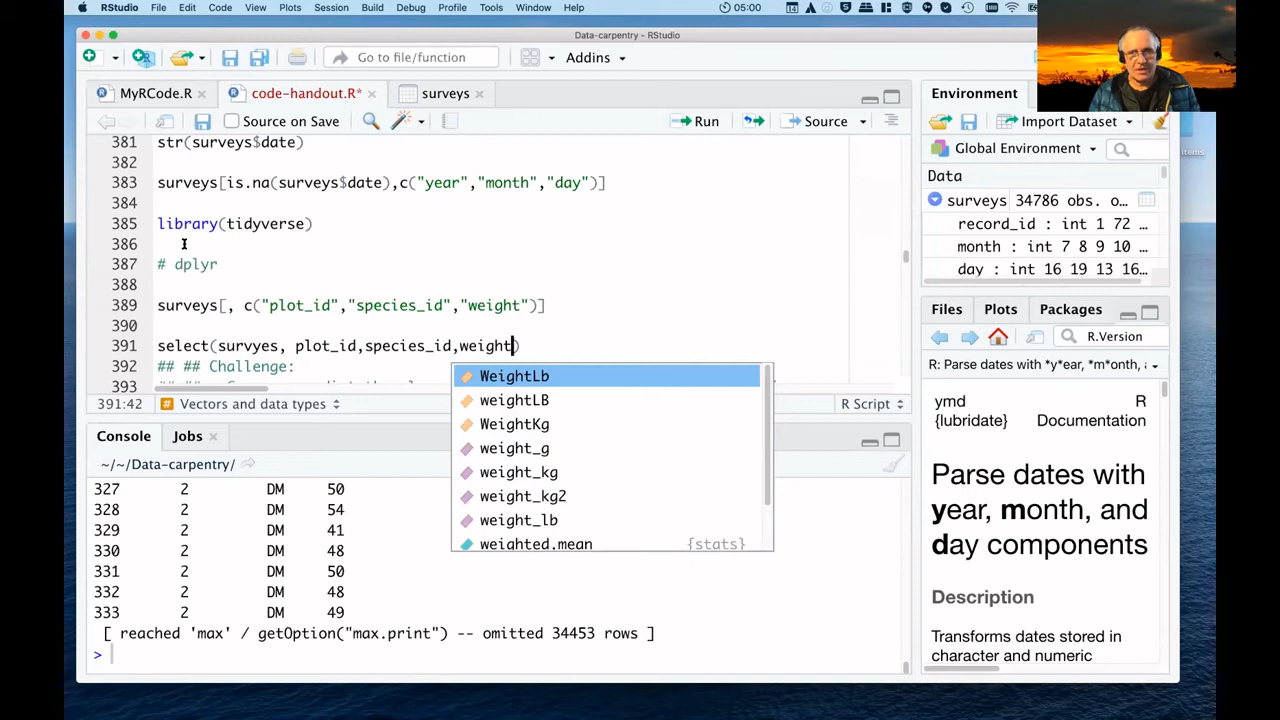 RStudio File Edit Code View Plots Session Build Debug Profile Tools Window Help 05:00
Data-carpentry - RStudio
Go to file/function Addins
MyRCode.R code-handout.R* surveys
Source on Save Run Source
381 str(surveys$date)
382
383 surveys[is.na(surveys$date),c("year","month","day")]
384
385 library(tidyverse)
386
387 # dplyr
388
389 surveys[, c("plot_id","species_id","weight")]
390
391 select(survyes, plot_id,species_id,weight)
392 ## ## Challenge:
393
WeightLb
weightLB
WeightKg
weight_g
weight_kg
weight_kg2
weight_lb
weighted.mean {stats}
391:42 Vectors and data types R Script
Console Jobs
~/~/Data-carpentry/
327 2 DM 50
328 2 DM 54
329 2 DM 41
330 2 DM 48
331 2 DM 50
332 2 DM 48
333 2 DM 49
[ reached 'max' / getOption("max.print") -- omitted 34453 rows ]
>
Environment
Import Dataset
Global Environment
Data
surveys 34786 obs. o…
record_id : int 1 72 …
month : int 7 8 9 10 …
day : int 16 19 13 16…
Files Plots Packages
R.Version
R: Parse dates with *y*ear, *m*onth, a
ymd R
{lubridate} Documentation
Parse dates with
year, month, and
day components
Description
Transforms dates stored in
character and numeric
Items